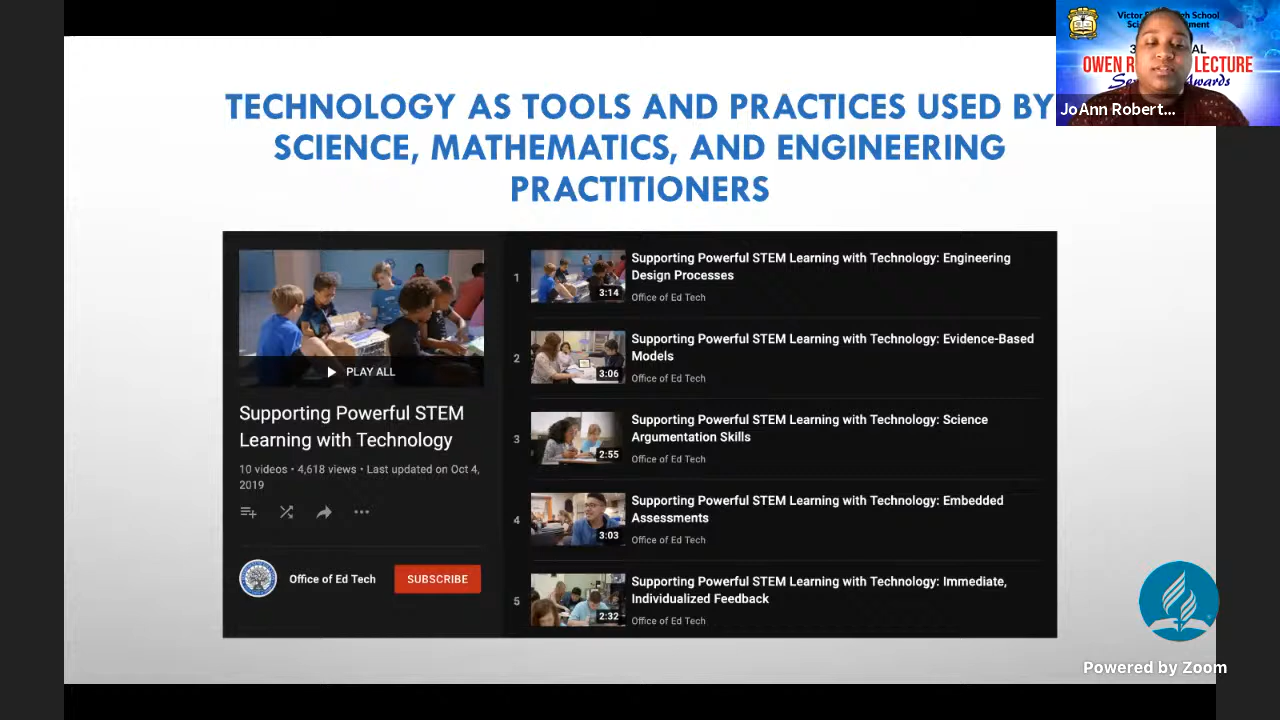 TECHNOLOGY AS TOOLS AND PRACTICES USED BY
SCIENCE, MATHEMATICS, AND ENGINEERING
PRACTITIONERS
OWEN
LECTURE
JoAnn Robert...
PLAY ALL
Supporting Powerful STEM
Learning with Technology
10 videos • 4,618 views • Last updated on Oct 4,
2019
Office of Ed Tech
SUBSCRIBE
1
3:14
Supporting Powerful STEM Learning with Technology: Engineering
Design Processes
Office of Ed Tech
2
3:06
Supporting Powerful STEM Learning with Technology: Evidence-Based
Models
Office of Ed Tech
3
2:55
Supporting Powerful STEM Learning with Technology: Science
Argumentation Skills
Office of Ed Tech
4
3:03
Supporting Powerful STEM Learning with Technology: Embedded
Assessments
Office of Ed Tech
5
2:32
Supporting Powerful STEM Learning with Technology: Immediate,
Individualized Feedback
Office of Ed Tech
Powered by Zoom